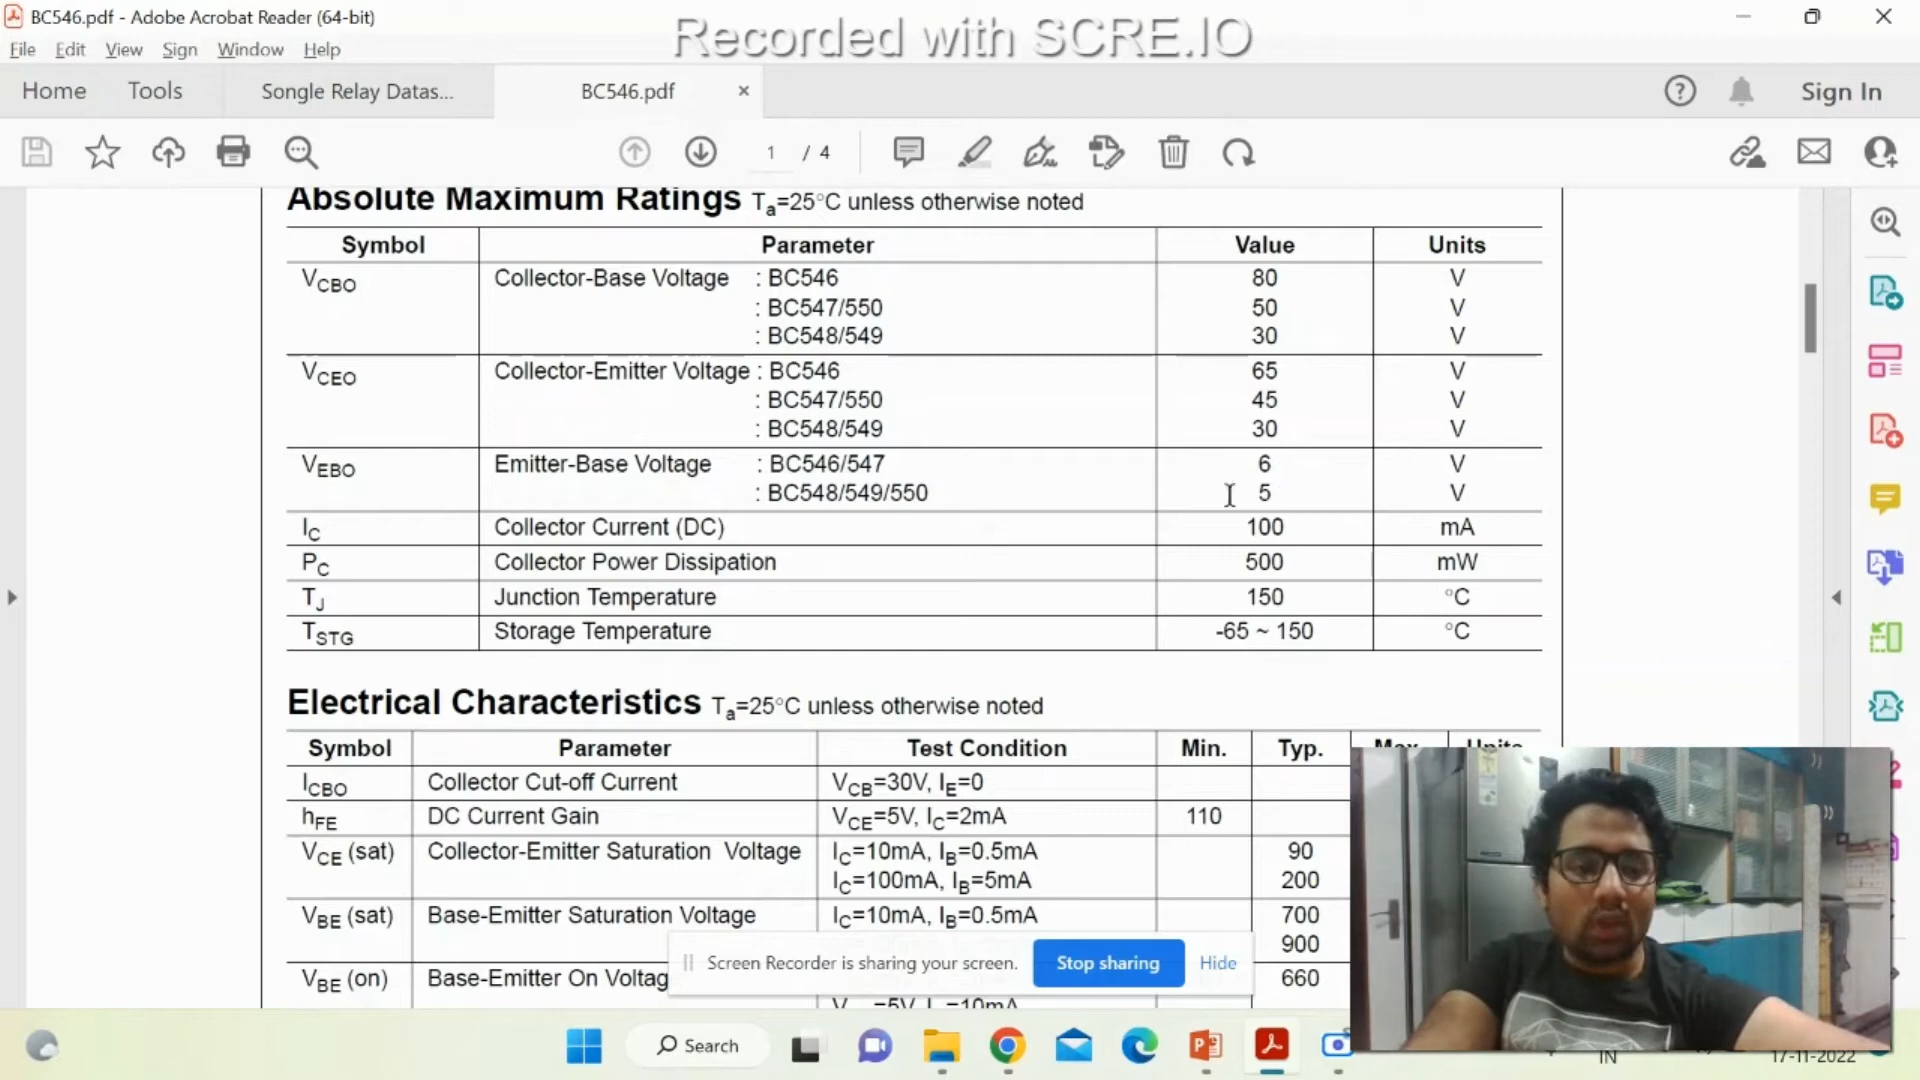 BC546.pdf - Adobe Acrobat Reader (64-bit)
Recorded with SCRE.IO
File Edit View Sign Window Help
Home Tools Songle Relay Datas... BC546.pdf × Sign In
1 / 4
Absolute Maximum Ratings Ta=25°C unless otherwise noted
Symbol Parameter Value Units
VCBO Collector-Base Voltage : BC546 80 V
: BC547/550 50 V
: BC548/549 30 V
VCEO Collector-Emitter Voltage : BC546 65 V
: BC547/550 45 V
: BC548/549 30 V
VEBO Emitter-Base Voltage : BC546/547 6 V
: BC548/549/550 5 V
IC Collector Current (DC) 100 mA
PC Collector Power Dissipation 500 mW
TJ Junction Temperature 150 °C
TSTG Storage Temperature -65 ~ 150 °C
Electrical Characteristics Ta=25°C unless otherwise noted
Symbol Parameter Test Condition Min. Typ. Max. Units
ICBO Collector Cut-off Current VCB=30V, IE=0
hFE DC Current Gain VCE=5V, IC=2mA 110
VCE (sat) Collector-Emitter Saturation Voltage IC=10mA, IB=0.5mA 90
IC=100mA, IB=5mA 200
VBE (sat) Base-Emitter Saturation Voltage IC=10mA, IB=0.5mA 700
900
VBE (on) Base-Emitter On Voltag 660
=5V, I =10mA
Screen Recorder is sharing your screen. Stop sharing Hide
Search
IN 17-11-2022